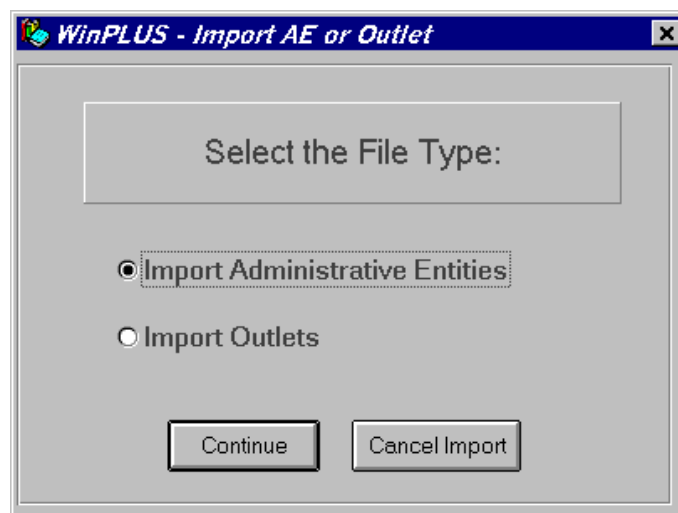 WinPLUS - Import AE or Outlet
Select the File Type:
Import Administrative Entities
Import Outlets
Continue
Cancel Import